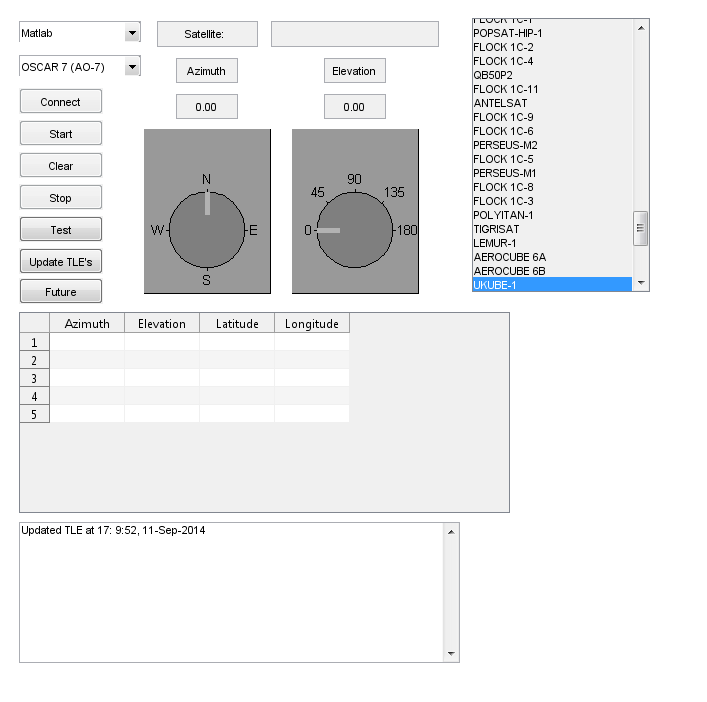 Matlab
Satellite:
OSCAR 7 (AO-7)
Azimuth
Elevation
0.00
0.00
Connect
Start
Clear
Stop
Test
Update TLE's
Future
N
W
E
S
0
45
90
135
180
FLOCK 1C-1
POPSAT-HIP-1
FLOCK 1C-2
FLOCK 1C-4
QB50P2
FLOCK 1C-11
ANTELSAT
FLOCK 1C-9
FLOCK 1C-6
PERSEUS-M2
FLOCK 1C-5
PERSEUS-M1
FLOCK 1C-8
FLOCK 1C-3
POLYITAN-1
TIGRISAT
LEMUR-1
AEROCUBE 6A
AEROCUBE 6B
UKUBE-1
Azimuth Elevation Latitude Longitude
1
2
3
4
5
Updated TLE at 17: 9:52, 11-Sep-2014